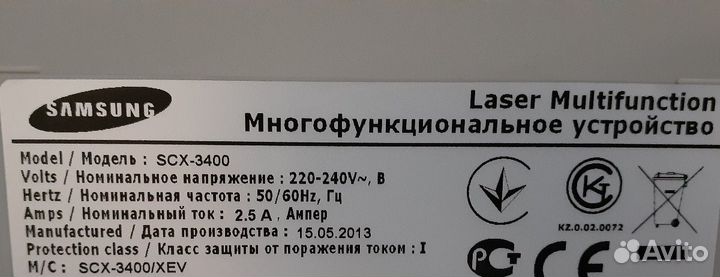 SAMSUNG
Laser Multifunction
Многофункциональное устройство
Model / Модель : SCX-3400
Volts / Номинальное напряжение : 220-240V~, В
Hertz / Номинальная частота : 50/60Hz, Гц
Amps / Номинальный ток : 2.5 A , Ампер
Manufactured / Дата производства : 15.05.2013
Protection class / Класс защиты от поражения током : I
M/C : SCX-3400/XEV
KZ.0.02.0072
Avito